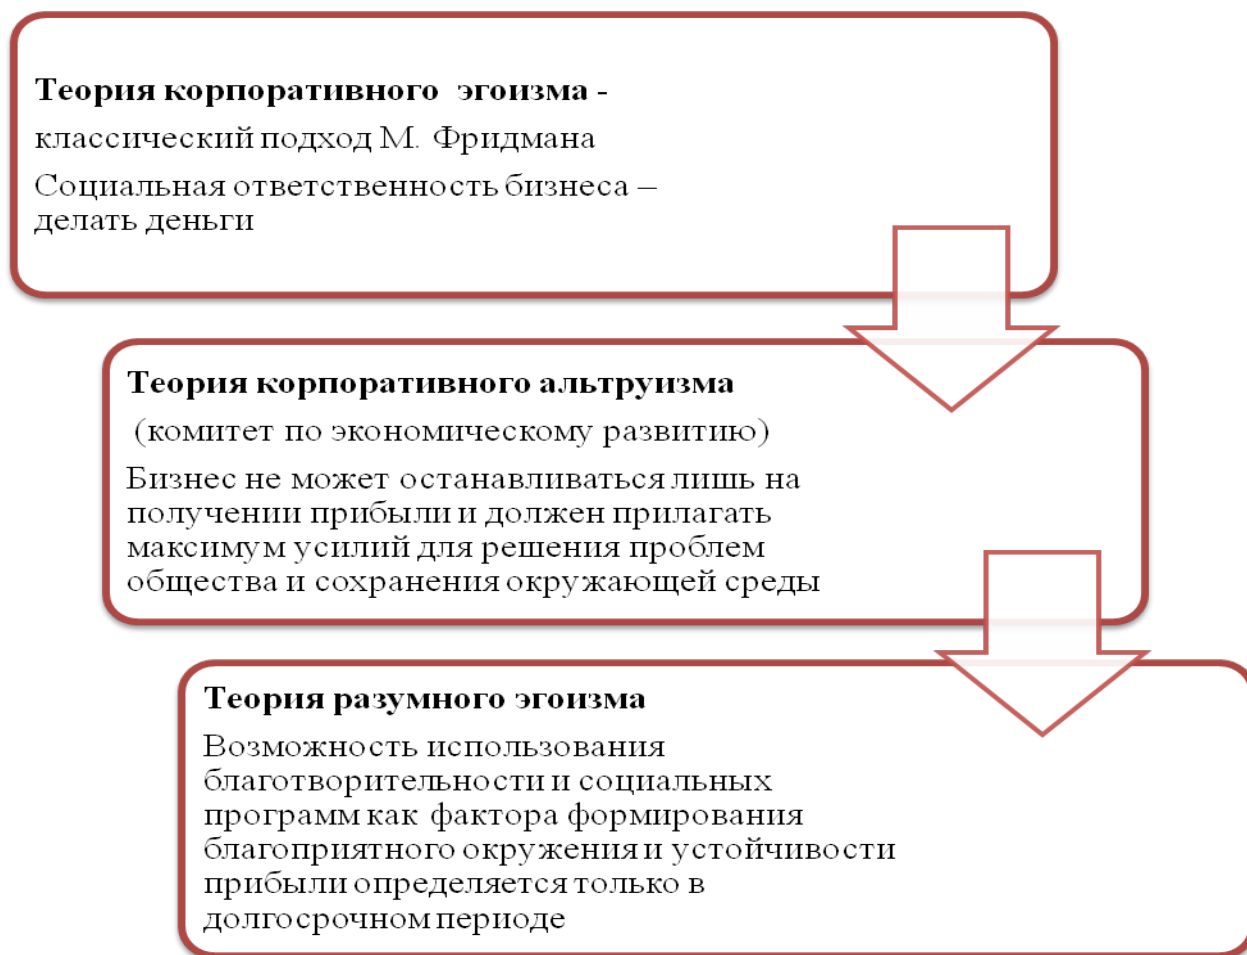 Теория корпоративного эгоизма -
классический подход М. Фридмана
Социальная ответственность бизнеса –
делать деньги
Теория корпоративного альтруизма
(комитет по экономическому развитию)
Бизнес не может останавливаться лишь на
получении прибыли и должен прилагать
максимум усилий для решения проблем
общества и сохранения окружающей среды
Теория разумного эгоизма
Возможность использования
благотворительности и социальных
программ как фактора формирования
благоприятного окружения и устойчивости
прибыли определяется только в
долгосрочном периоде